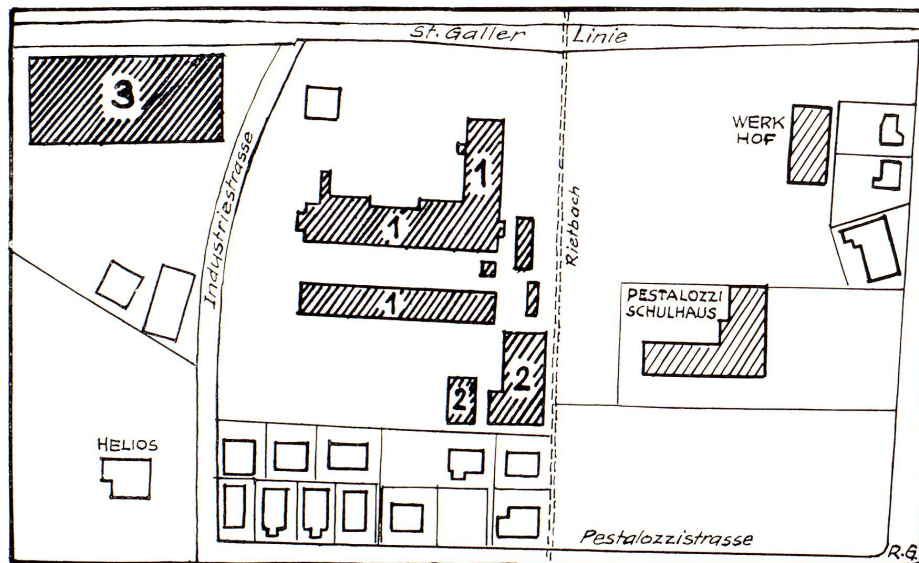 St. Galler Linie
3
Industriestrasse
1
1
1
Rietbach
WERK
HOF
PESTALOZZI
SCHULHAUS
2
2
HELIOS
Pestalozzistrasse
R.G.